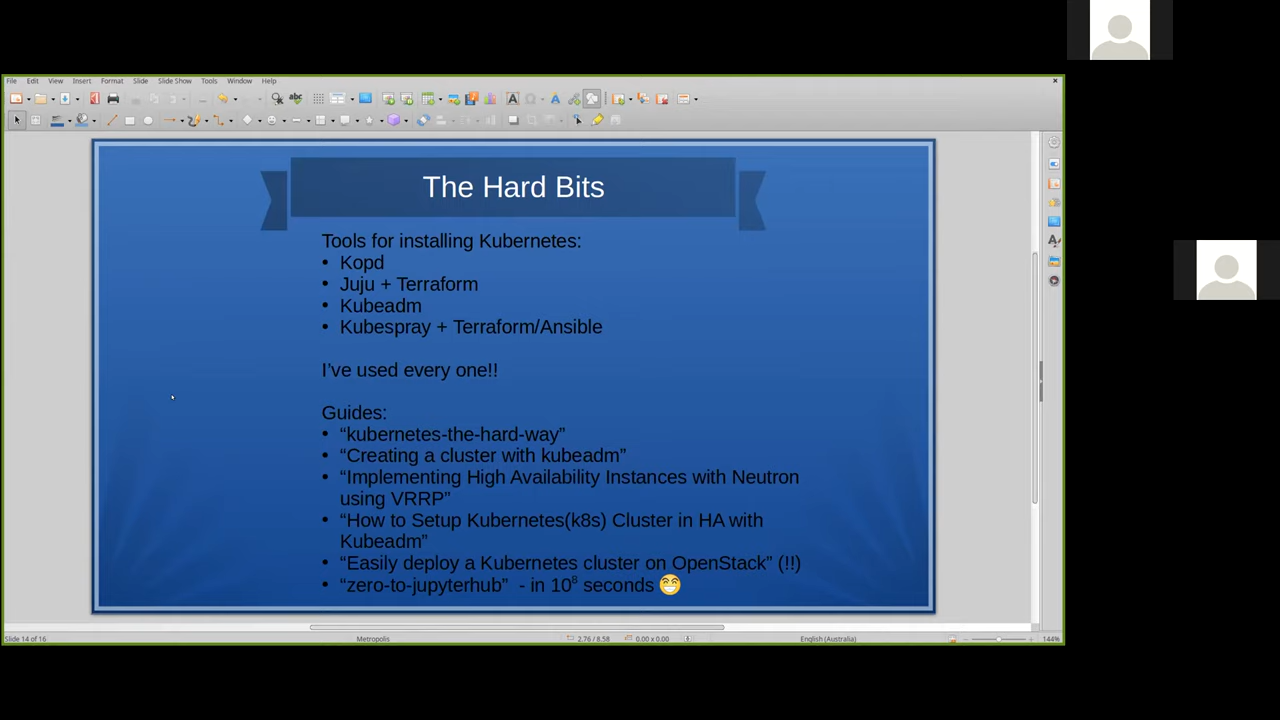 File Edit View Insert Format Slide Slide Show Tools Window Help
The Hard Bits
Tools for installing Kubernetes:
• Kopd
• Juju + Terraform
• Kubeadm
• Kubespray + Terraform/Ansible
I've used every one!!
Guides:
• “kubernetes-the-hard-way”
• “Creating a cluster with kubeadm”
• “Implementing High Availability Instances with Neutron
using VRRP”
• “How to Setup Kubernetes(k8s) Cluster in HA with
Kubeadm”
• “Easily deploy a Kubernetes cluster on OpenStack” (!!)
• “zero-to-jupyterhub” - in 10⁸ seconds 😁
Slide 14 of 16 Metropolis 2.76 / 8.58 0.00 x 0.00 English (Australia) 144%